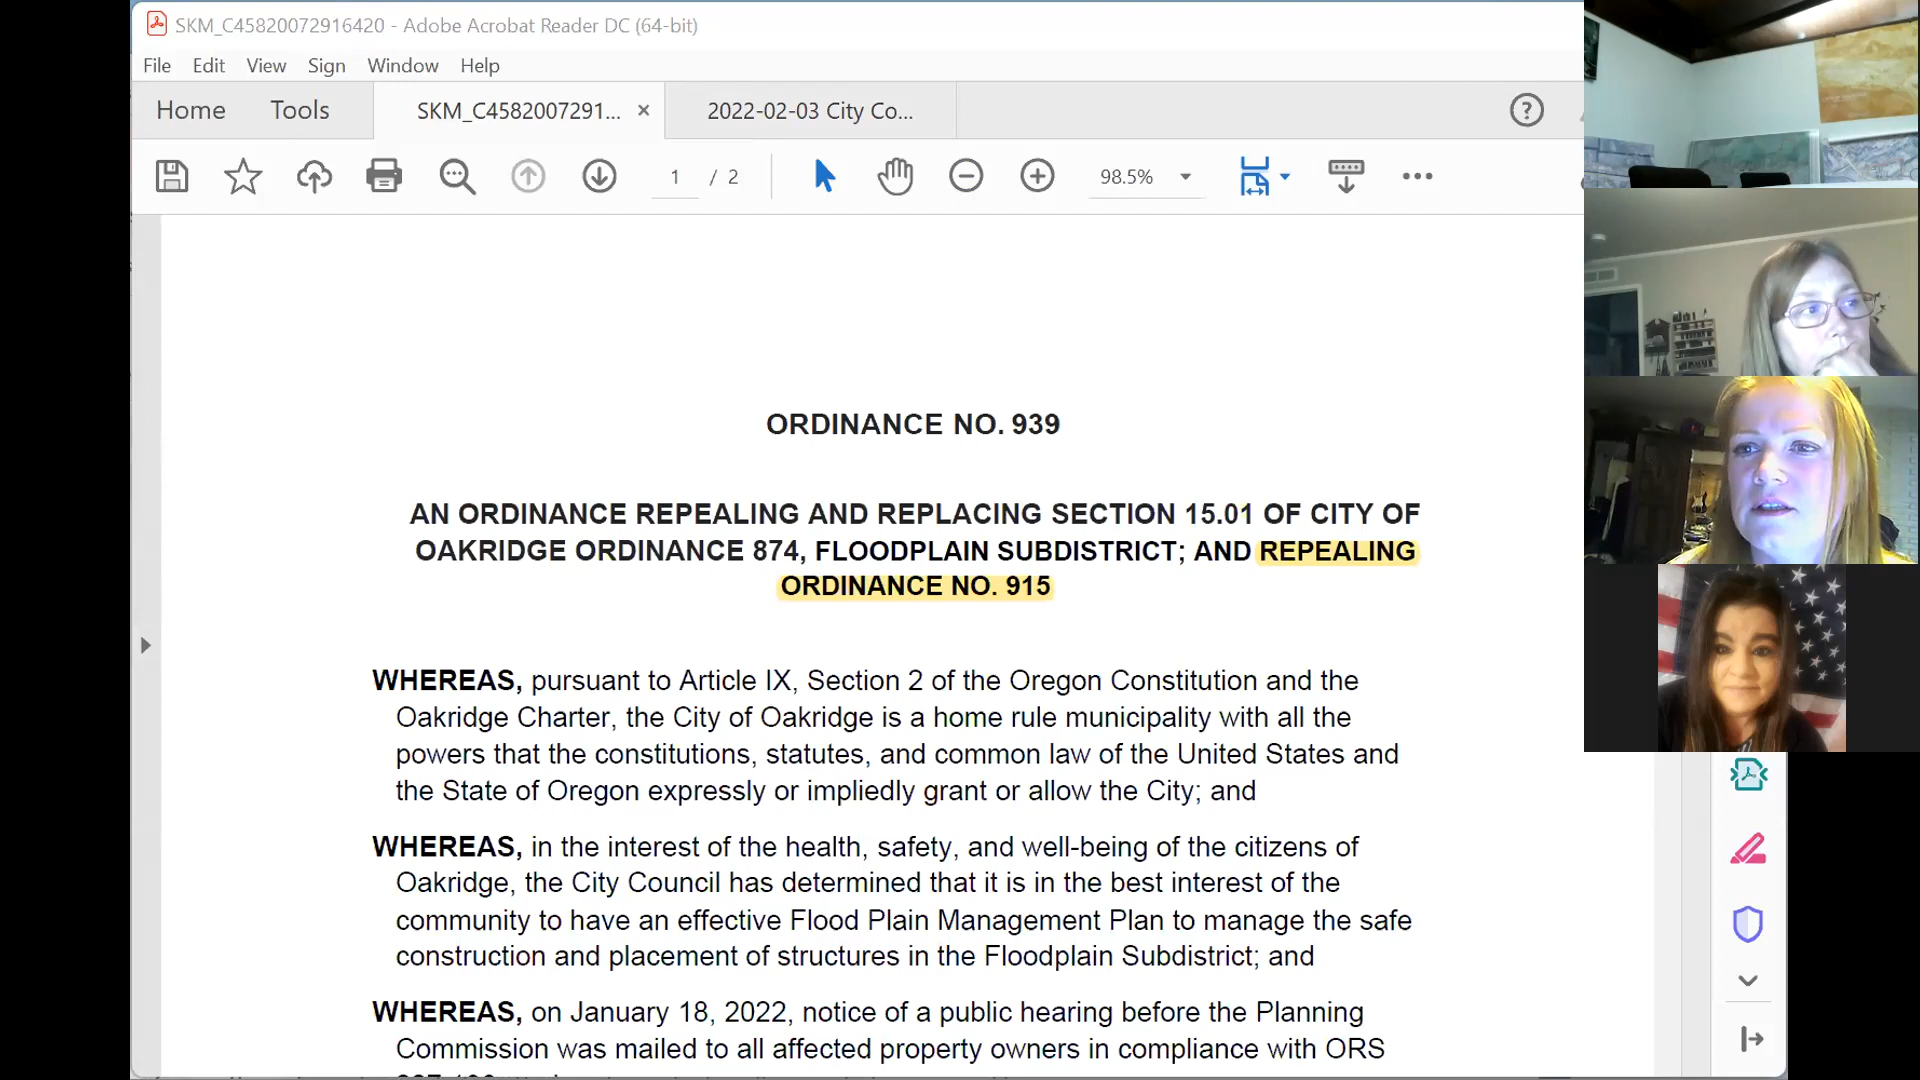 SKM_C45820072916420 - Adobe Acrobat Reader DC (64-bit)
File Edit View Sign Window Help
Home Tools SKM_C4582007291... × 2022-02-03 City Co...
1 / 2 98.5%
ORDINANCE NO. 939
AN ORDINANCE REPEALING AND REPLACING SECTION 15.01 OF CITY OF
OAKRIDGE ORDINANCE 874, FLOODPLAIN SUBDISTRICT; AND REPEALING
ORDINANCE NO. 915
WHEREAS, pursuant to Article IX, Section 2 of the Oregon Constitution and the
Oakridge Charter, the City of Oakridge is a home rule municipality with all the
powers that the constitutions, statutes, and common law of the United States and
the State of Oregon expressly or impliedly grant or allow the City; and
WHEREAS, in the interest of the health, safety, and well-being of the citizens of
Oakridge, the City Council has determined that it is in the best interest of the
community to have an effective Flood Plain Management Plan to manage the safe
construction and placement of structures in the Floodplain Subdistrict; and
WHEREAS, on January 18, 2022, notice of a public hearing before the Planning
Commission was mailed to all affected property owners in compliance with ORS